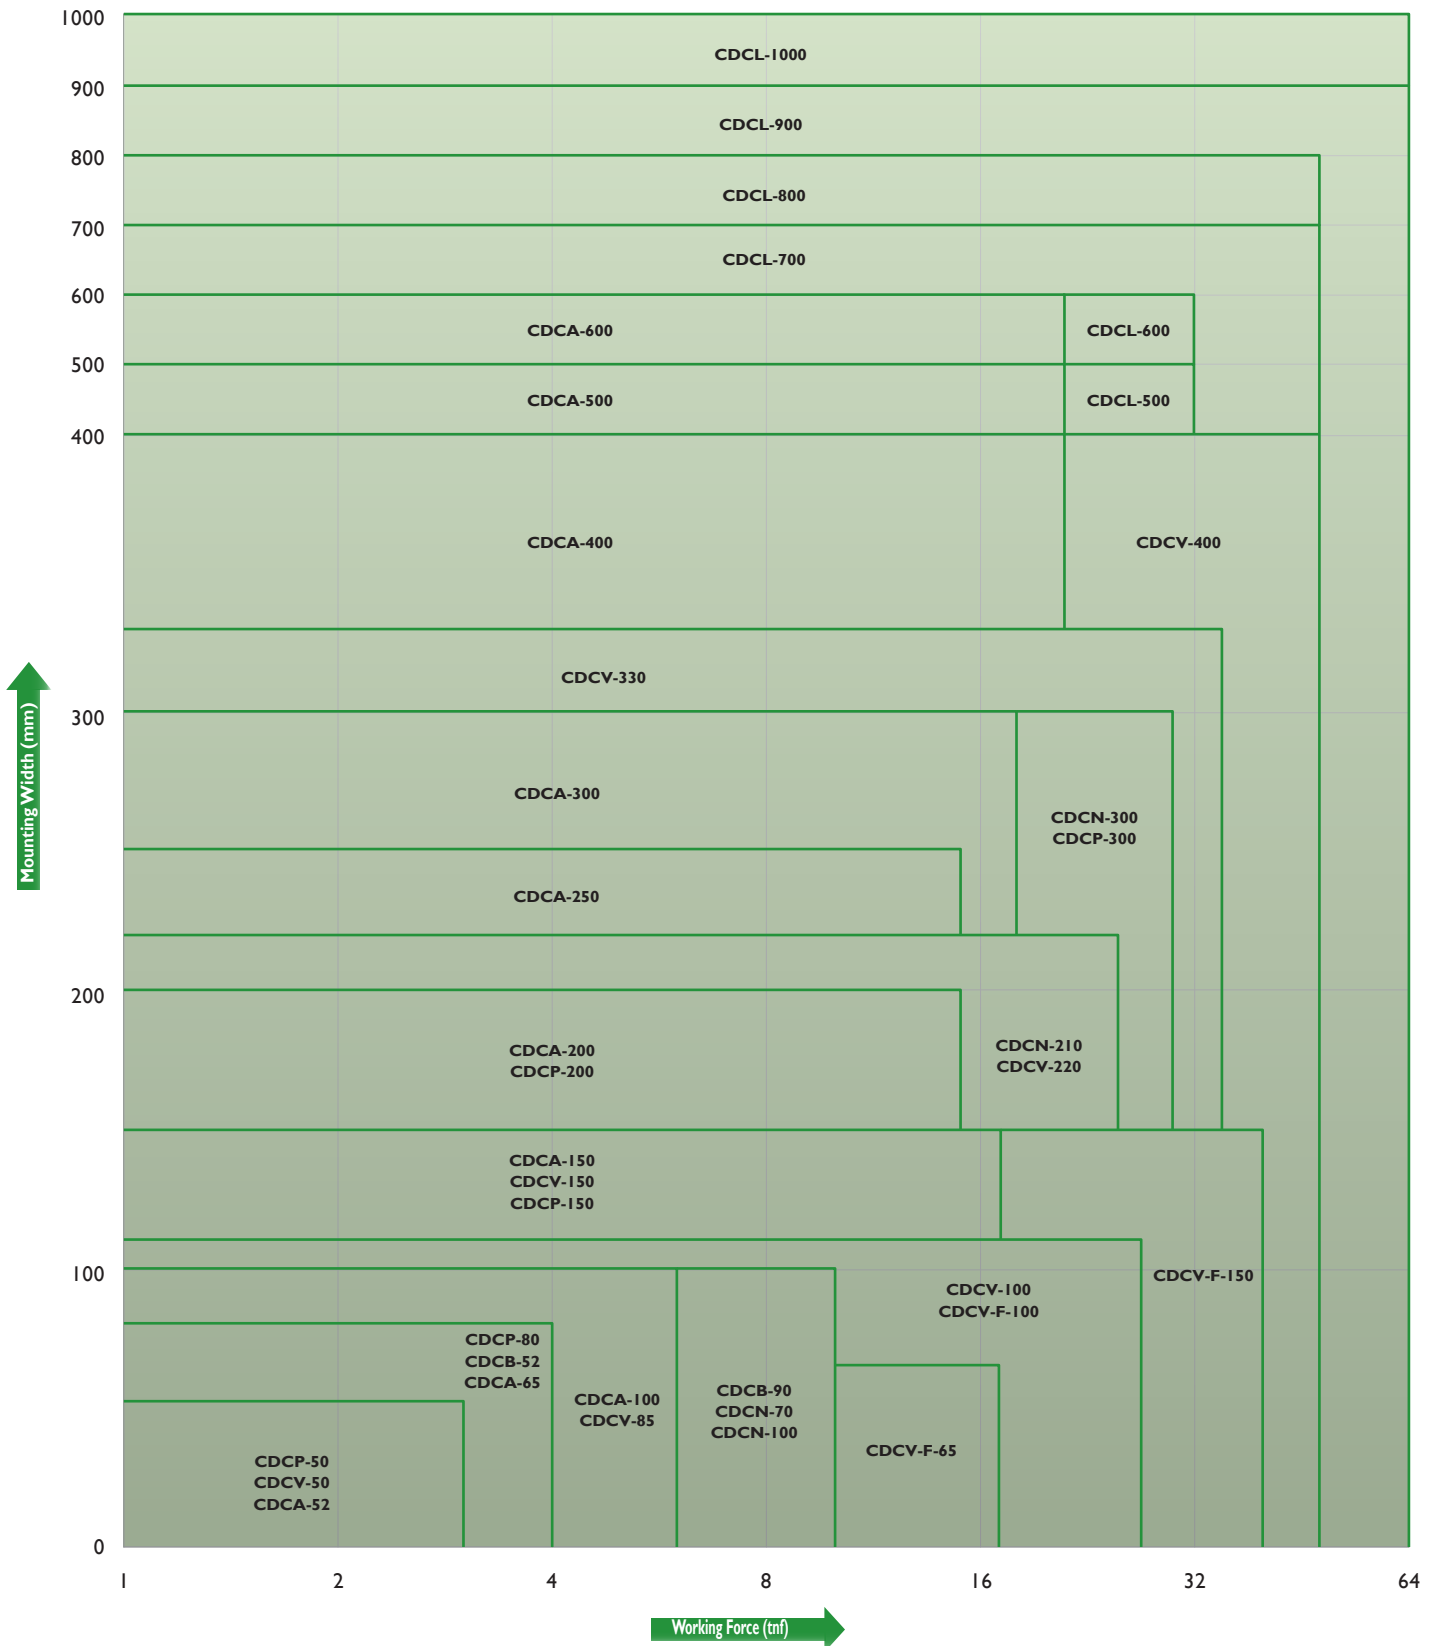 1000
CDCL-1000
900
CDCL-900
800
CDCL-800
700
CDCL-700
600
CDCA-600
CDCL-600
500
CDCA-500
CDCL-500
400
CDCA-400
CDCV-400
CDCV-330
300
CDCA-300
CDCN-300
CDCP-300
CDCA-250
200
CDCA-200
CDCP-200
CDCN-210
CDCV-220
CDCA-150
CDCV-150
CDCP-150
100
CDCV-100
CDCV-F-100
CDCV-F-150
CDCP-80
CDCB-52
CDCA-65
CDCA-100
CDCV-85
CDCB-90
CDCN-70
CDCN-100
CDCV-F-65
CDCP-50
CDCV-50
CDCA-52
0
1 2 4 8 16 32 64
Mounting Width (mm)
Working Force (tnf)